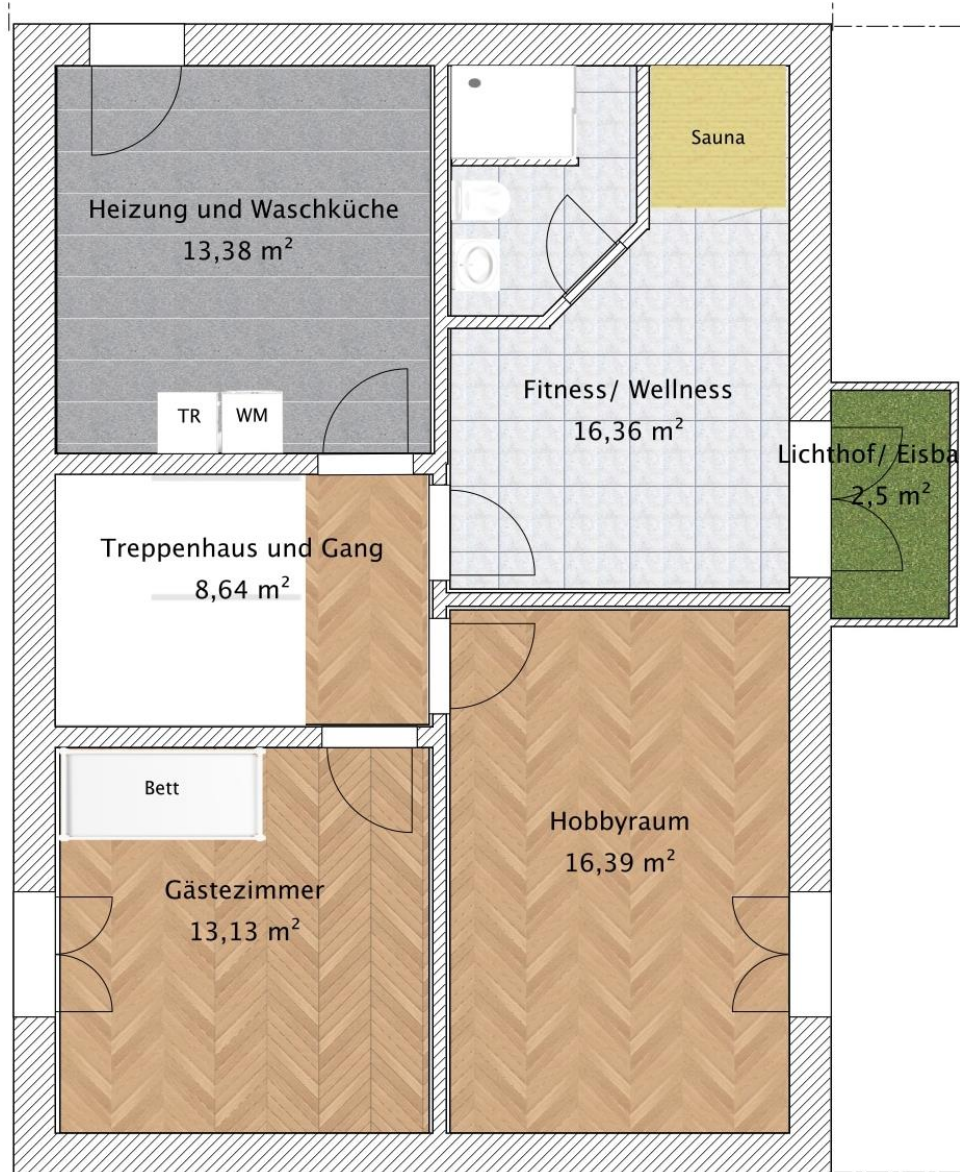 Sauna
Heizung und Waschküche
13,38 m²
Fitness/ Wellness
16,36 m²
TR
WM
Lichthof/ Eisba
2,5 m²
Treppenhaus und Gang
8,64 m²
Bett
Hobbyraum
16,39 m²
Gästezimmer
13,13 m²